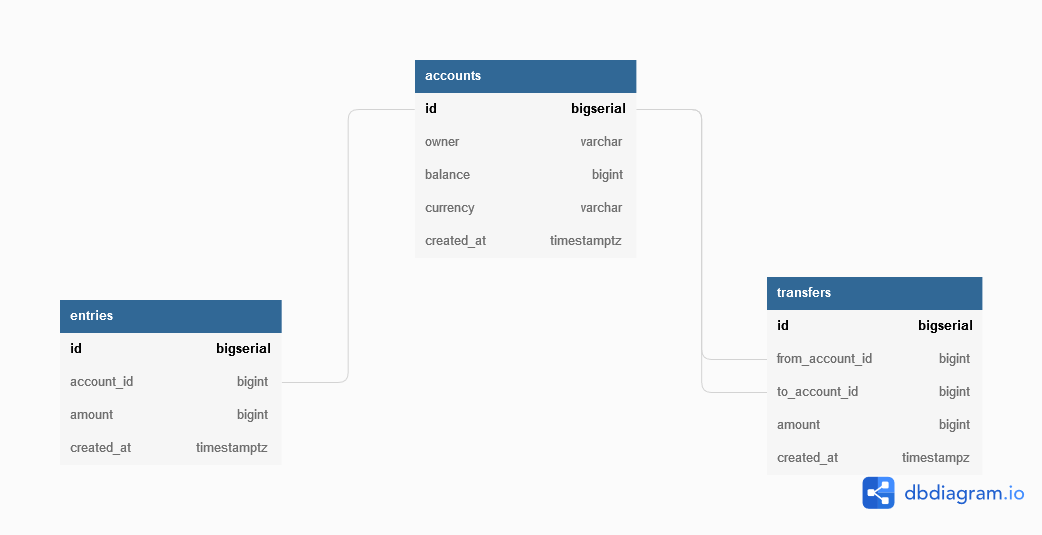 accounts
id bigserial
owner varchar
balance bigint
currency varchar
created_at timestamptz
entries
id bigserial
account_id bigint
amount bigint
created_at timestamptz
transfers
id bigserial
from_account_id bigint
to_account_id bigint
amount bigint
created_at timestampz
dbdiagram.io